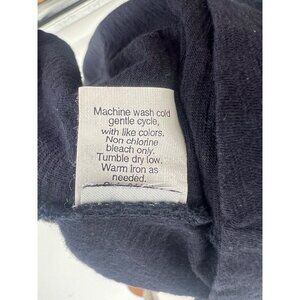 Machine wash cold
gentle cycle,
with like colors.
Non chlorine
bleach only.
Tumble dry low.
Warm iron as
needed.